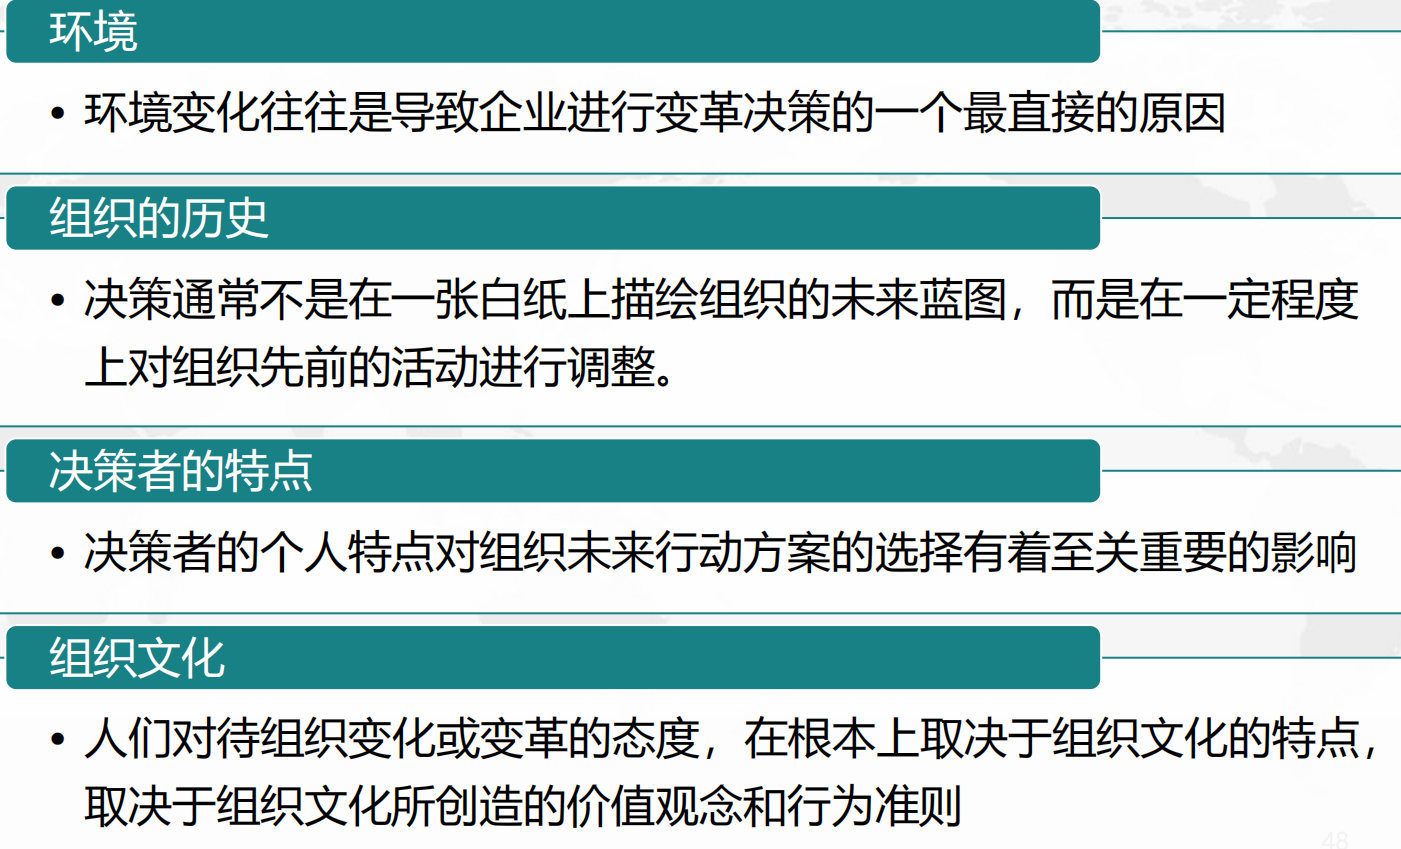 环境
• 环境变化往往是导致企业进行变革决策的一个最直接的原因
组织的历史
• 决策通常不是在一张白纸上描绘组织的未来蓝图，而是在一定程度
上对组织先前的活动进行调整。
决策者的特点
• 决策者的个人特点对组织未来行动方案的选择有着至关重要的影响
组织文化
• 人们对待组织变化或变革的态度，在根本上取决于组织文化的特点，
取决于组织文化所创造的价值观念和行为准则
48